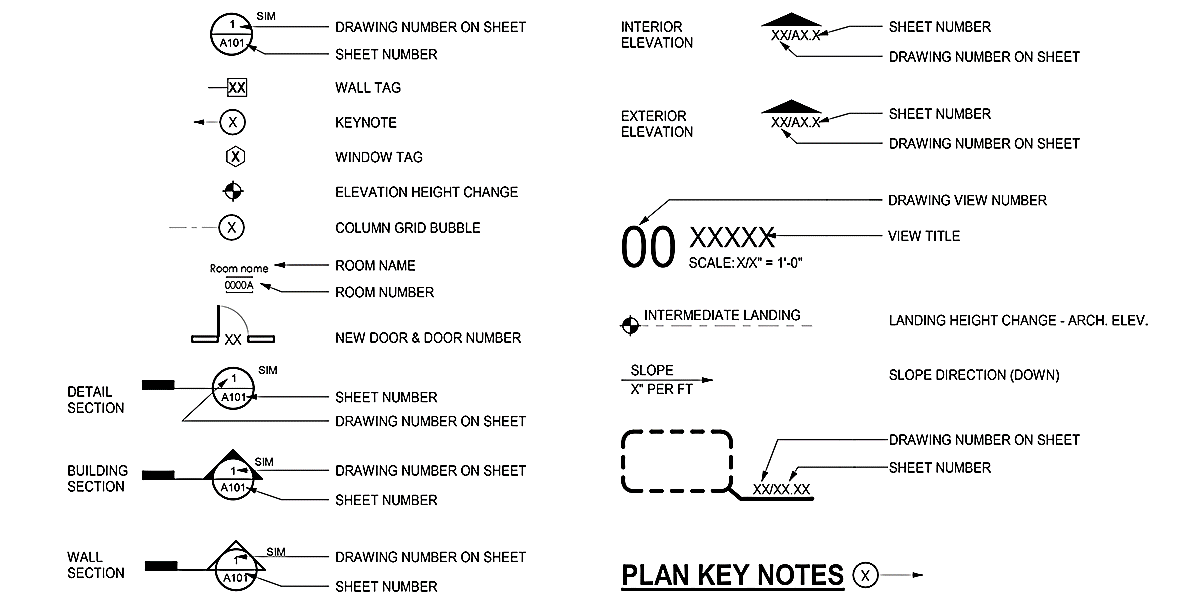 SIM
1
DRAWING NUMBER ON SHEET
A101
SHEET NUMBER
XX
WALL TAG
X
KEYNOTE
X
WINDOW TAG
ELEVATION HEIGHT CHANGE
X
COLUMN GRID BUBBLE
Room name
ROOM NAME
0000A
ROOM NUMBER
XX
NEW DOOR & DOOR NUMBER
DETAIL
SECTION
SIM
1
A101
SHEET NUMBER
DRAWING NUMBER ON SHEET
BUILDING
SECTION
SIM
1
DRAWING NUMBER ON SHEET
A101
SHEET NUMBER
WALL
SECTION
SIM
1
DRAWING NUMBER ON SHEET
A101
SHEET NUMBER
INTERIOR
ELEVATION
XX/AX.X
SHEET NUMBER
DRAWING NUMBER ON SHEET
EXTERIOR
ELEVATION
XX/AX.X
SHEET NUMBER
DRAWING NUMBER ON SHEET
DRAWING VIEW NUMBER
00 XXXXX
VIEW TITLE
SCALE: X/X" = 1'-0"
INTERMEDIATE LANDING
LANDING HEIGHT CHANGE - ARCH. ELEV.
SLOPE
X" PER FT
SLOPE DIRECTION (DOWN)
DRAWING NUMBER ON SHEET
SHEET NUMBER
XX/XX.XX
PLAN KEY NOTES X